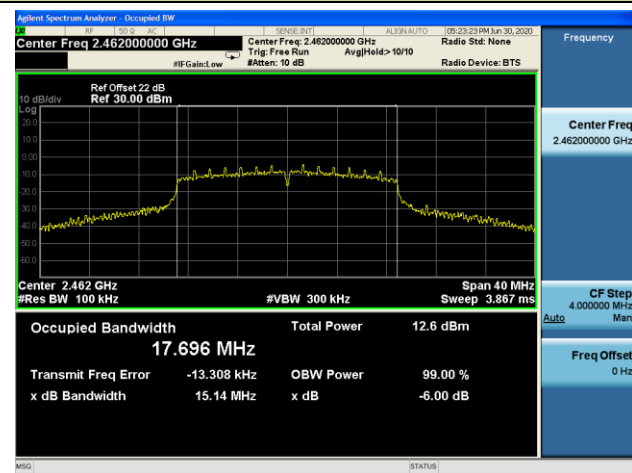 Agilent Spectrum Analyzer - Occupied BW
RF 50 Ω AC SENSE:INT ALIGN AUTO 05:23:23 PM Jun 30, 2020
Center Freq 2.462000000 GHz
Center Freq: 2.462000000 GHz
Radio Std: None
Trig: Free Run Avg|Hold:> 10/10
#IFGain:Low #Atten: 10 dB Radio Device: BTS
Frequency
Ref Offset 22 dB
10 dB/div Ref 30.00 dBm
Log
20.0
10.0
0.00
-10.0
-20.0
-30.0
-40.0
-50.0
-60.0
Center 2.462 GHz Span 40 MHz
#Res BW 100 kHz #VBW 300 kHz Sweep 3.867 ms
Occupied Bandwidth Total Power 12.6 dBm
17.696 MHz
Transmit Freq Error -13.308 kHz OBW Power 99.00 %
x dB Bandwidth 15.14 MHz x dB -6.00 dB
Center Freq
2.462000000 GHz
CF Step
4.000000 MHz
Auto Man
Freq Offset
0 Hz
MSG STATUS